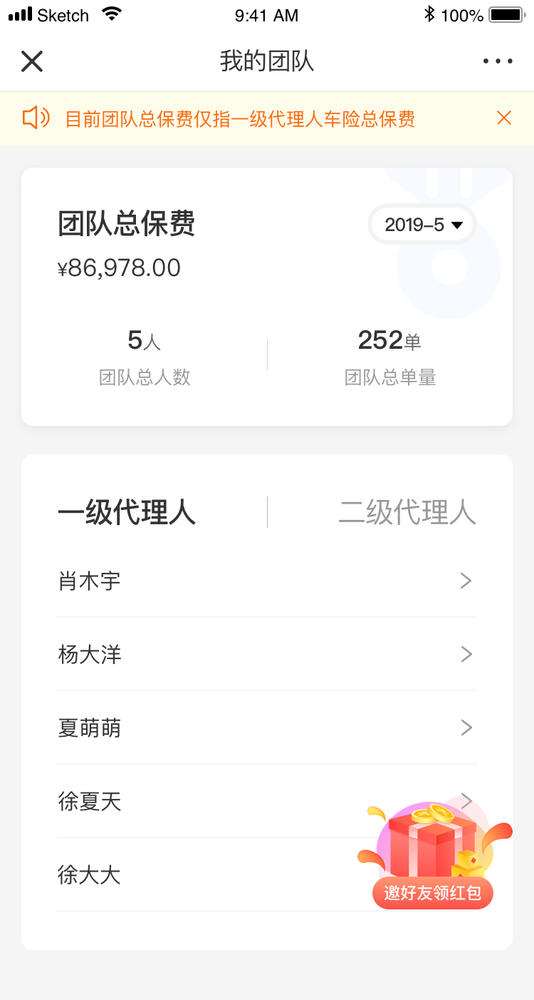 Sketch 9:41 AM 100%
我的团队
目前团队总保费仅指一级代理人车险总保费
团队总保费
2019–5
¥86,978.00
5人 252单
团队总人数 团队总单量
一级代理人 二级代理人
肖木宇
杨大洋
夏萌萌
徐夏天
徐大大
邀好友领红包